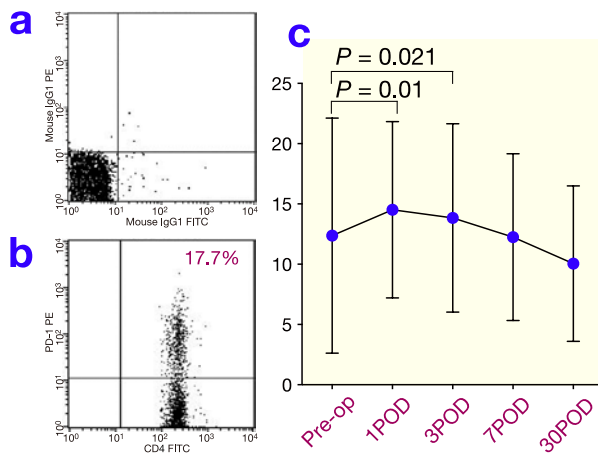 a
Mouse IgG1 PE
10⁴
10³
10²
10¹
10⁰
10⁰ 10¹ 10² 10³ 10⁴
Mouse IgG1 FITC
b
17.7%
PD-1 PE
10⁴
10³
10²
10¹
10⁰
10⁰ 10¹ 10² 10³ 10⁴
CD4 FITC
c
P = 0.021
P = 0.01
25
20
15
10
5
0
Pre-op 1POD 3POD 7POD 30POD